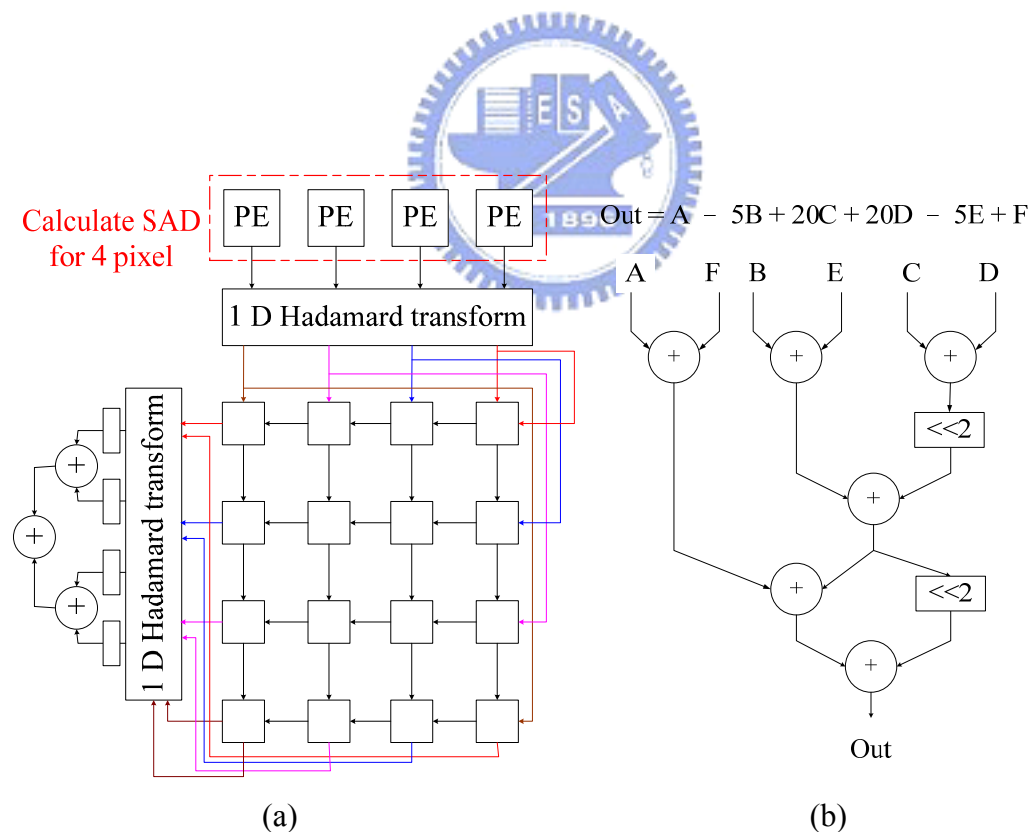 E S A
1896
PE PE PE PE
Calculate SAD
for 4 pixel
Out = A - 5B + 20C + 20D - 5E + F
A F B E C D
1 D Hadamard transform
+ + +
<<2
1 D Hadamard transform
+
+
+
+
+
<<2
+
Out
(a) (b)